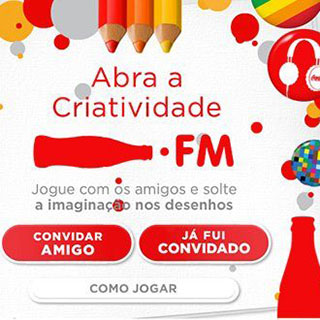 Abra a
Criatividade
.FM
Jogue com os amigos e solte
a imaginação nos desenhos
CONVIDAR
AMIGO
JÁ FUI
CONVIDADO
COMO JOGAR